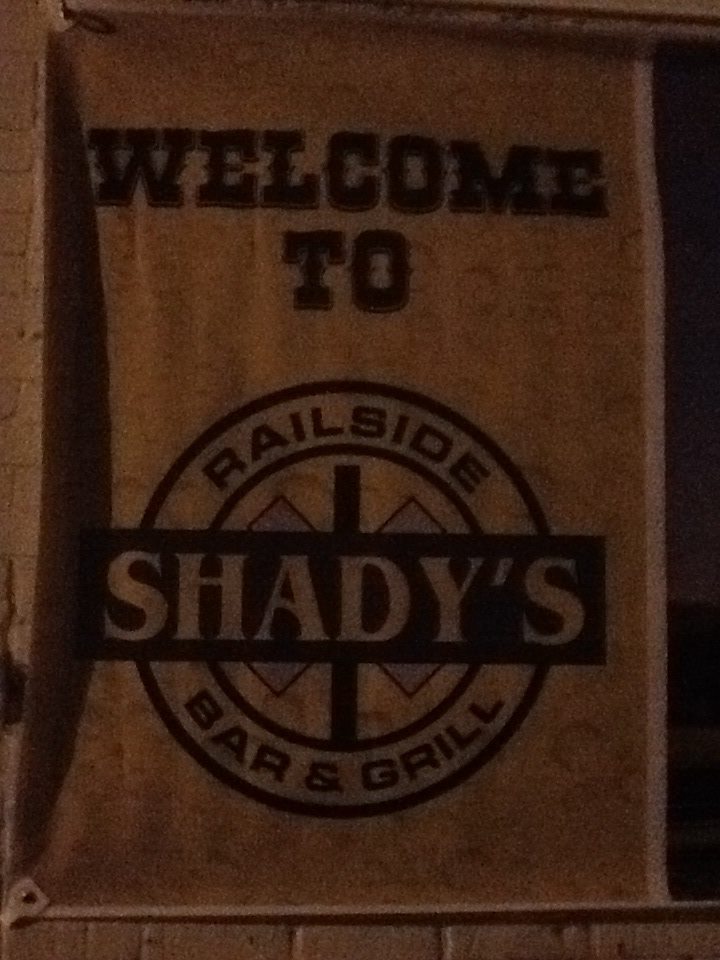 WELCOME
TO
RAILSIDE
SHADY'S
BAR & GRILL